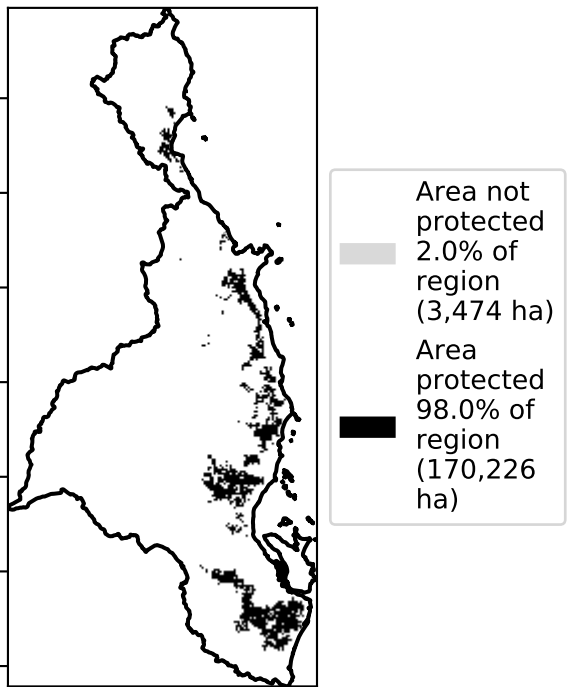 Area not
protected
2.0% of
region
(3,474 ha)
Area
protected
98.0% of
region
(170,226
ha)